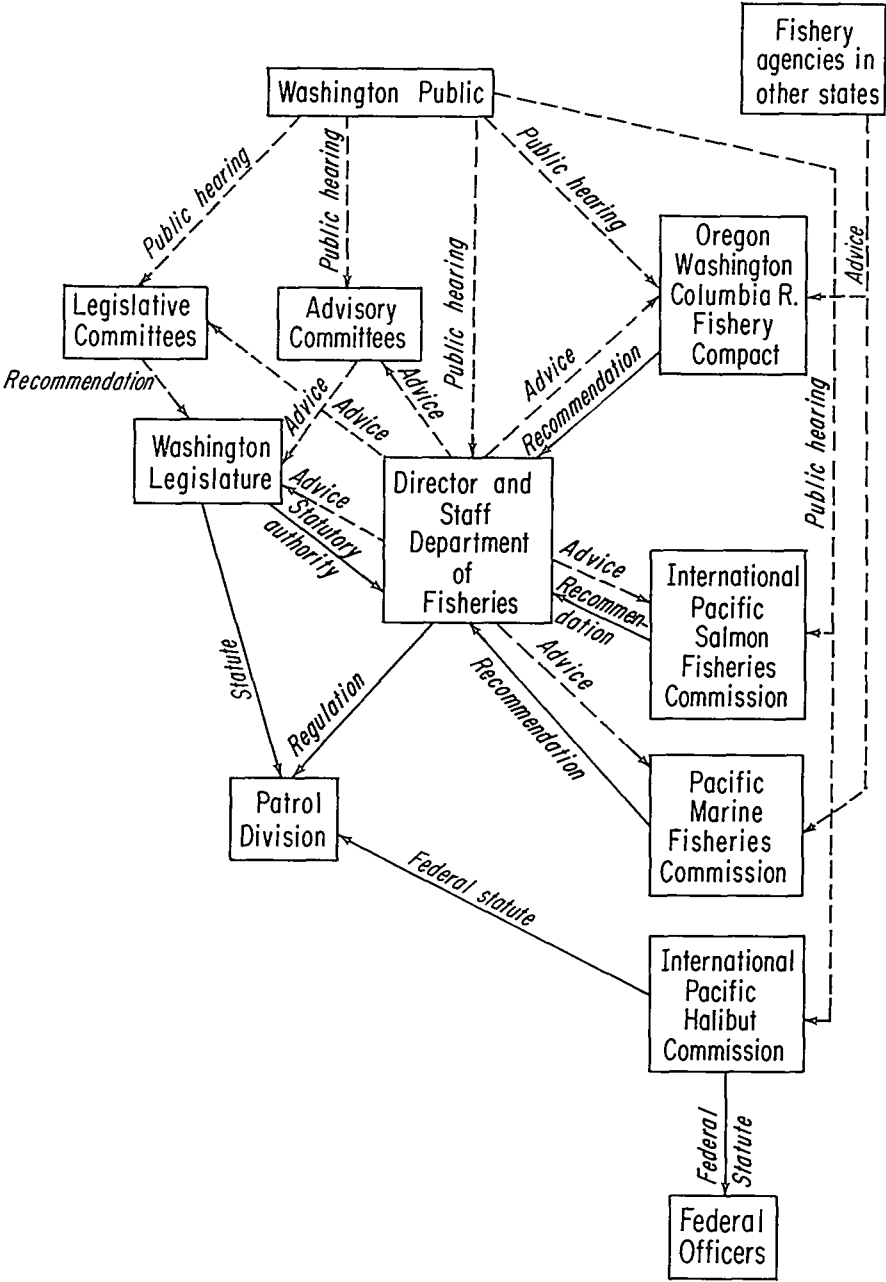 Fishery
agencies in
other states
Washington Public
Public hearing
Public hearing
Public hearing
Public hearing
Public hearing
Advice
Legislative
Committees
Advisory
Committees
Oregon
Washington
Columbia R.
Fishery
Compact
Recommendation
Advice
Advice
Advice
Advice
Recommendation
Washington
Legislature
Advice
Statutory
authority
Director and
Staff
Department
of
Fisheries
Advice
Recommen-
dation
International
Pacific
Salmon
Fisheries
Commission
Statute
Regulation
Advice
Recommendation
Patrol
Division
Pacific
Marine
Fisheries
Commission
Federal statute
International
Pacific
Halibut
Commission
Federal
Statute
Federal
Officers